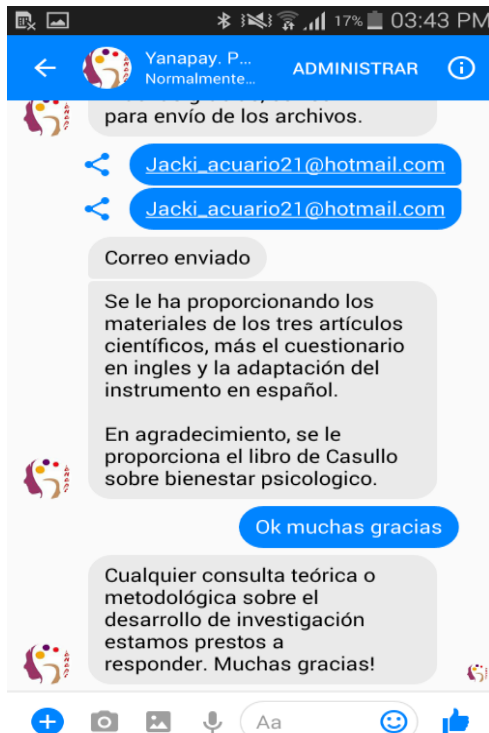 17% 03:43 PM
Yanapay. P...
Normalmente...
ADMINISTRAR
para envío de los archivos.
Jacki_acuario21@hotmail.com
Jacki_acuario21@hotmail.com
Correo enviado
Se le ha proporcionando los
materiales de los tres artículos
científicos, más el cuestionario
en ingles y la adaptación del
instrumento en español.
En agradecimiento, se le
proporciona el libro de Casullo
sobre bienestar psicologico.
Ok muchas gracias
Cualquier consulta teórica o
metodológica sobre el
desarrollo de investigación
estamos prestos a
responder. Muchas gracias!
Aa